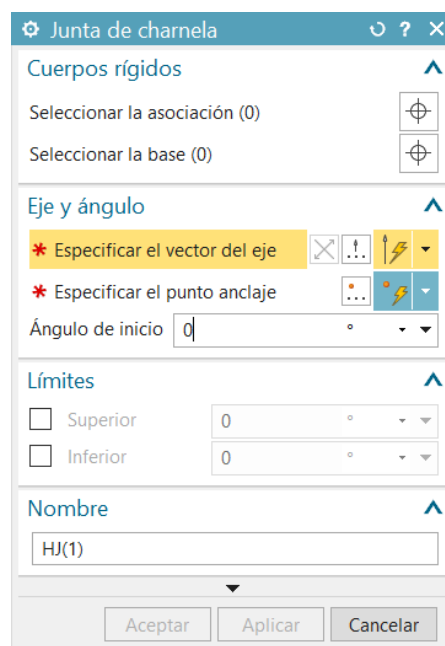 Junta de charnela ?
Cuerpos rígidos
Seleccionar la asociación (0)
Seleccionar la base (0)
Eje y ángulo
* Especificar el vector del eje
* Especificar el punto anclaje
Ángulo de inicio 0 °
Límites
Superior 0 °
Inferior 0 °
Nombre
HJ(1)
Aceptar Aplicar Cancelar